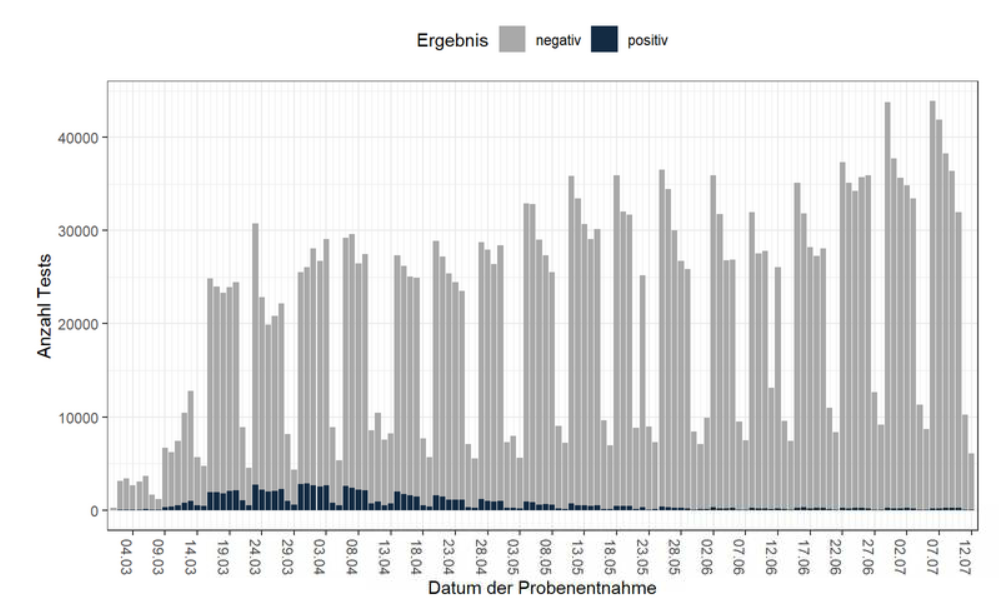 Ergebnis negativ positiv
40000
30000
20000
10000
0
Anzahl Tests
04.03 09.03 14.03 19.03 24.03 29.03 03.04 08.04 13.04 18.04 23.04 28.04 03.05 08.05 13.05 18.05 23.05 28.05 02.06 07.06 12.06 17.06 22.06 27.06 02.07 07.07 12.07
Datum der Probenentnahme